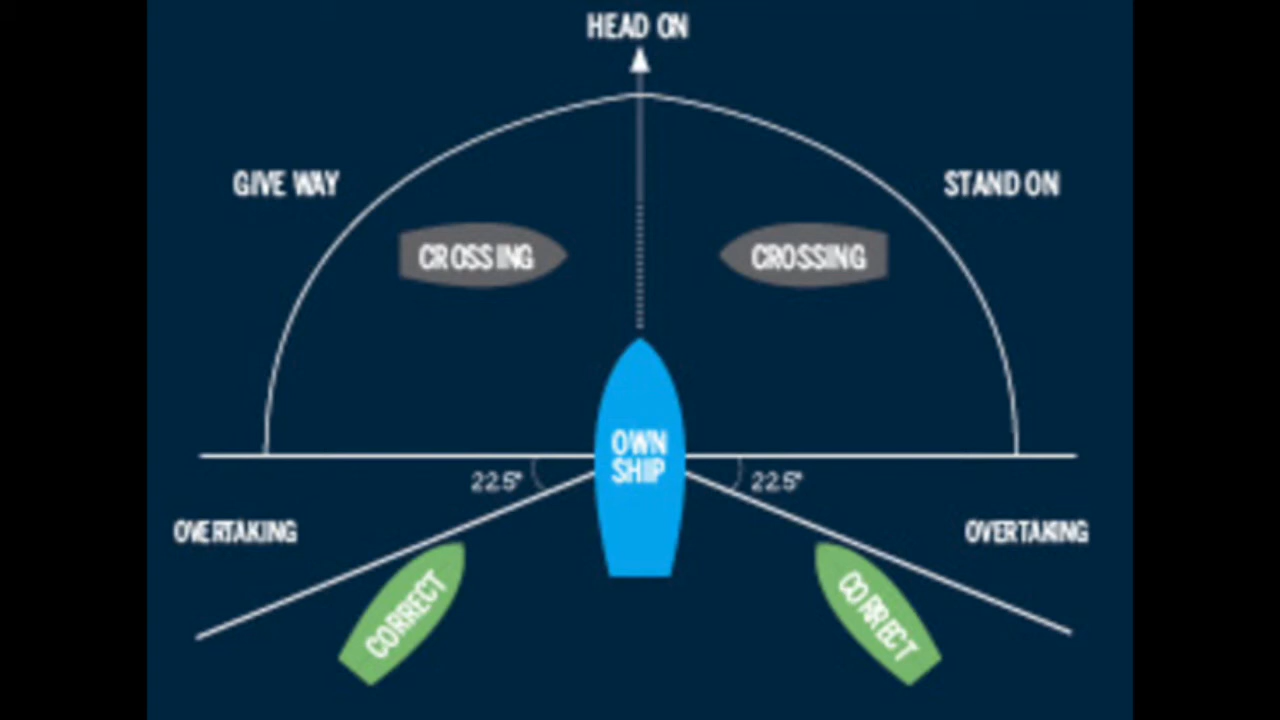 HEAD ON
GIVE WAY
STAND ON
CROSSING
CROSSING
OWN
SHIP
22.5°
22.5°
OVERTAKING
OVERTAKING
CORRECT
CORRECT